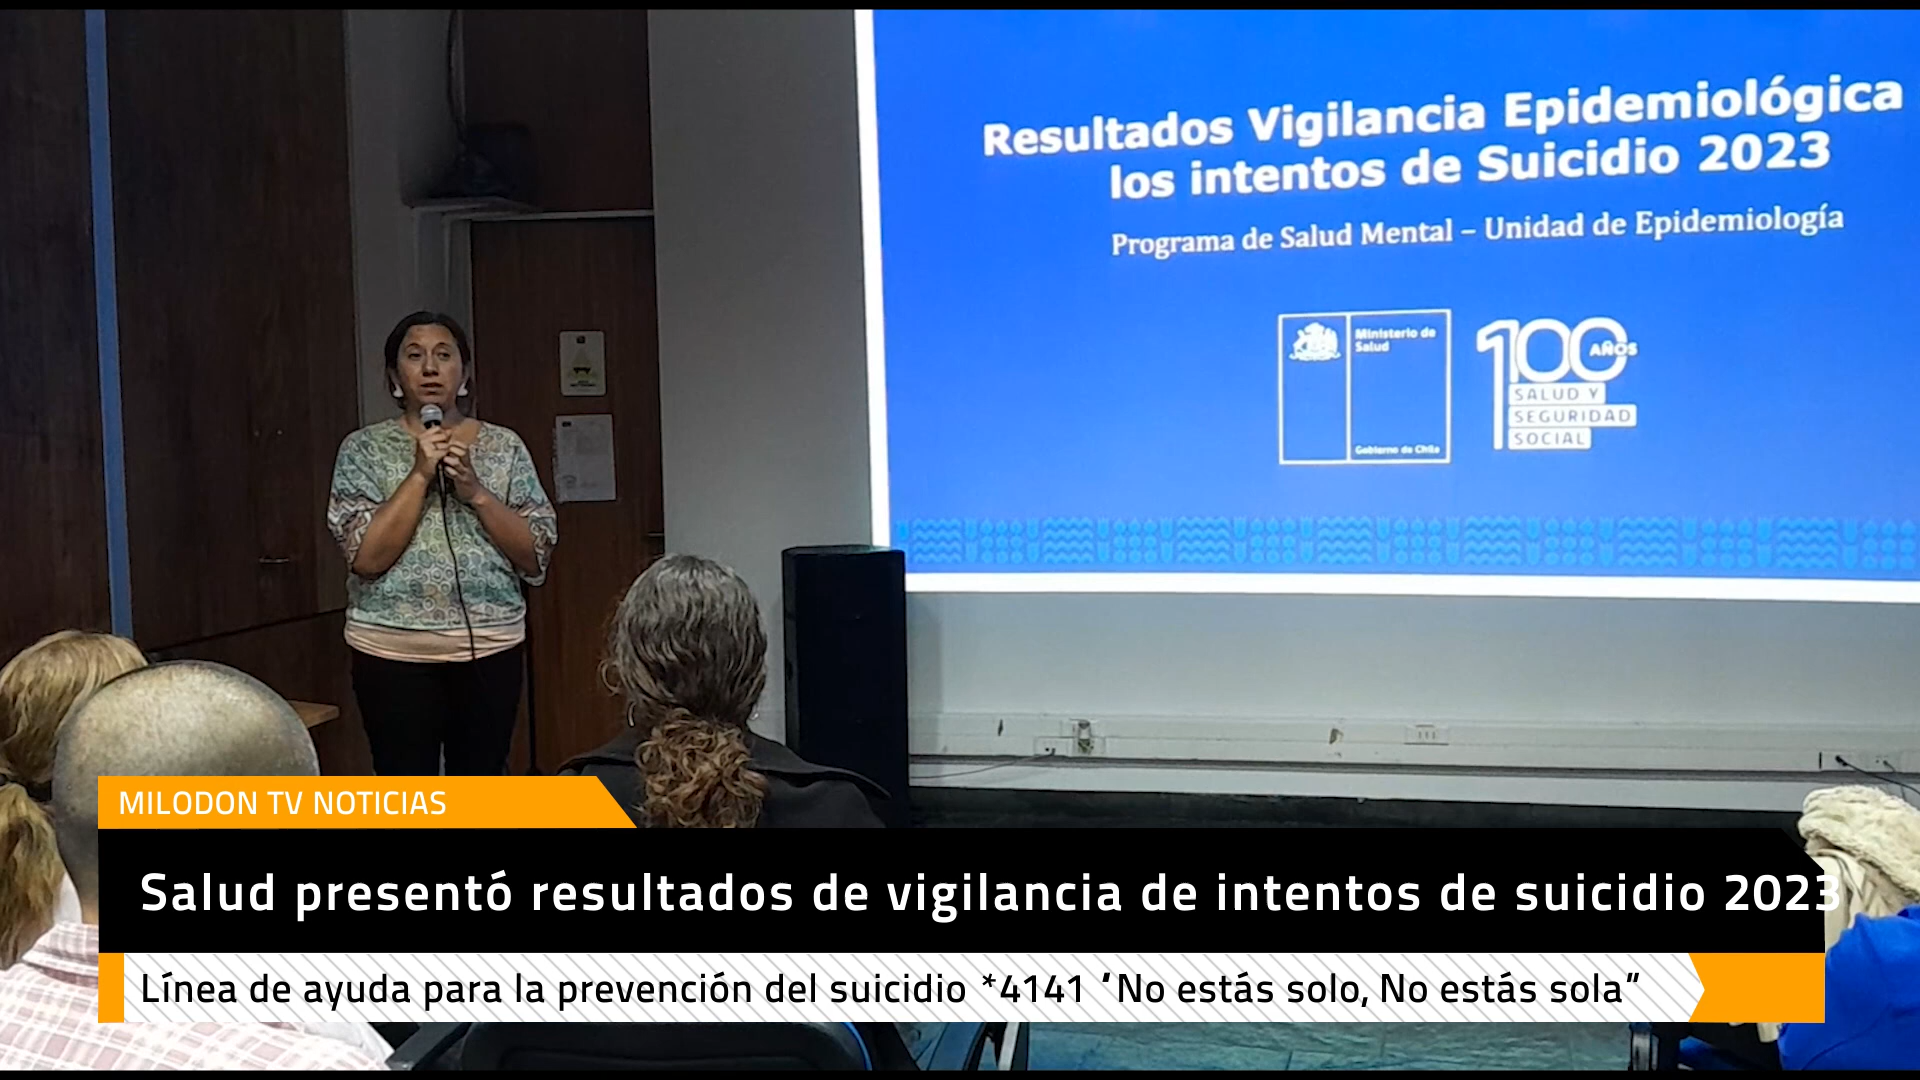 Resultados Vigilancia Epidemiológica
los intentos de Suicidio 2023
Programa de Salud Mental – Unidad de Epidemiología
Ministerio de
Salud
Gobierno de Chile
100
AÑOS
SALUD Y
SEGURIDAD
SOCIAL
MILODON TV NOTICIAS
Salud presentó resultados de vigilancia de intentos de suicidio 2023
Línea de ayuda para la prevención del suicidio *4141 "No estás solo, No estás sola”